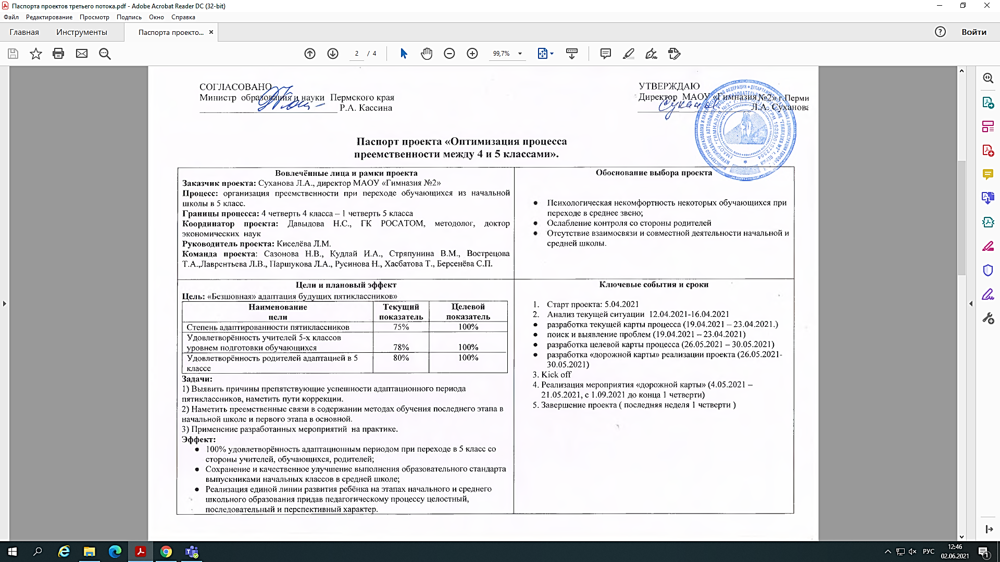 Паспорта проектов третьего потока.pdf - Adobe Acrobat Reader DC (32-bit)
Файл Редактирование Просмотр Подпись Окно Справка
Главная Инструменты Паспорта проекто... × Войти
2 / 4 99,7%
СОГЛАСОВАНО
Министр образования и науки Пермского края
Р.А. Кассина
УТВЕРЖДАЮ
Директор МАОУ «Гимназия №2» г.Перми
Л.А. Суханова
Паспорт проекта «Оптимизация процесса
преемственности между 4 и 5 классами».
Вовлечённые лица и рамки проекта
Заказчик проекта: Суханова Л.А., директор МАОУ «Гимназия №2»
Процесс: организация преемственности при переходе обучающихся из начальной
школы в 5 класс.
Границы процесса: 4 четверть 4 класса – 1 четверть 5 класса
Координатор проекта: Давыдова Н.С., ГК РОСАТОМ, методолог, доктор
экономических наук
Руководитель проекта: Киселёва Л.М.
Команда проекта: Сазонова Н.В., Кудлай И.А., Стряпунина В.М., Вострецова
Т.А.,Лаврентьева Л.В., Паршукова Л.А., Русинова Н., Хасбатова Т., Берсенёва С.П.
Обоснование выбора проекта
● Психологическая некомфортность некоторых обучающихся при
переходе в среднее звено;
● Ослабление контроля со стороны родителей
● Отсутствие взаимосвязи и совместной деятельности начальной и
средней школы.
Цели и плановый эффект
Цель: «Безшовная» адаптация будущих пятиклассников»
Наименование
цели
Текущий
показатель
Целевой
показатель
Степень адаптированности пятиклассников 75% 100%
Удовлетворённость учителей 5-х классов
уровнем подготовки обучающихся 78% 100%
Удовлетворённость родителей адаптацией в 5 80% 100%
классе
Задачи:
1) Выявить причины препятствующие успешности адаптационного периода
пятиклассников, наметить пути коррекции.
2) Наметить преемственные связи в содержании методах обучения последнего этапа в
начальной школе и первого этапа в основной.
3) Применение разработанных мероприятий на практике.
Эффект:
● 100% удовлетворённость адаптационным периодом при переходе в 5 класс со
стороны учителей, обучающихся, родителей;
● Сохранение и качественное улучшение выполнения образовательного стандарта
выпускниками начальных классов в средней школе;
● Реализация единой линии развития ребёнка на этапах начального и среднего
школьного образования придав педагогическому процессу целостный,
последовательный и перспективный характер.
Ключевые события и сроки
1. Старт проекта: 5.04.2021
2. Анализ текущей ситуации 12.04.2021-16.04.2021
● разработка текущей карты процесса (19.04.2021 – 23.04.2021.)
● поиск и выявление проблем (19.04.2021 – 23.04.2021)
● разработка целевой карты процесса (26.05.2021 – 30.05.2021)
● разработка «дорожной карты» реализации проекта (26.05.2021-
30.05.2021)
3. Kick off
4. Реализация мероприятия «дорожной карты» (4.05.2021 –
21.05.2021, с 1.09.2021 до конца 1 четверти)
5. Завершение проекта ( последняя неделя 1 четверти )
РУС
12:46
02.06.2021
1